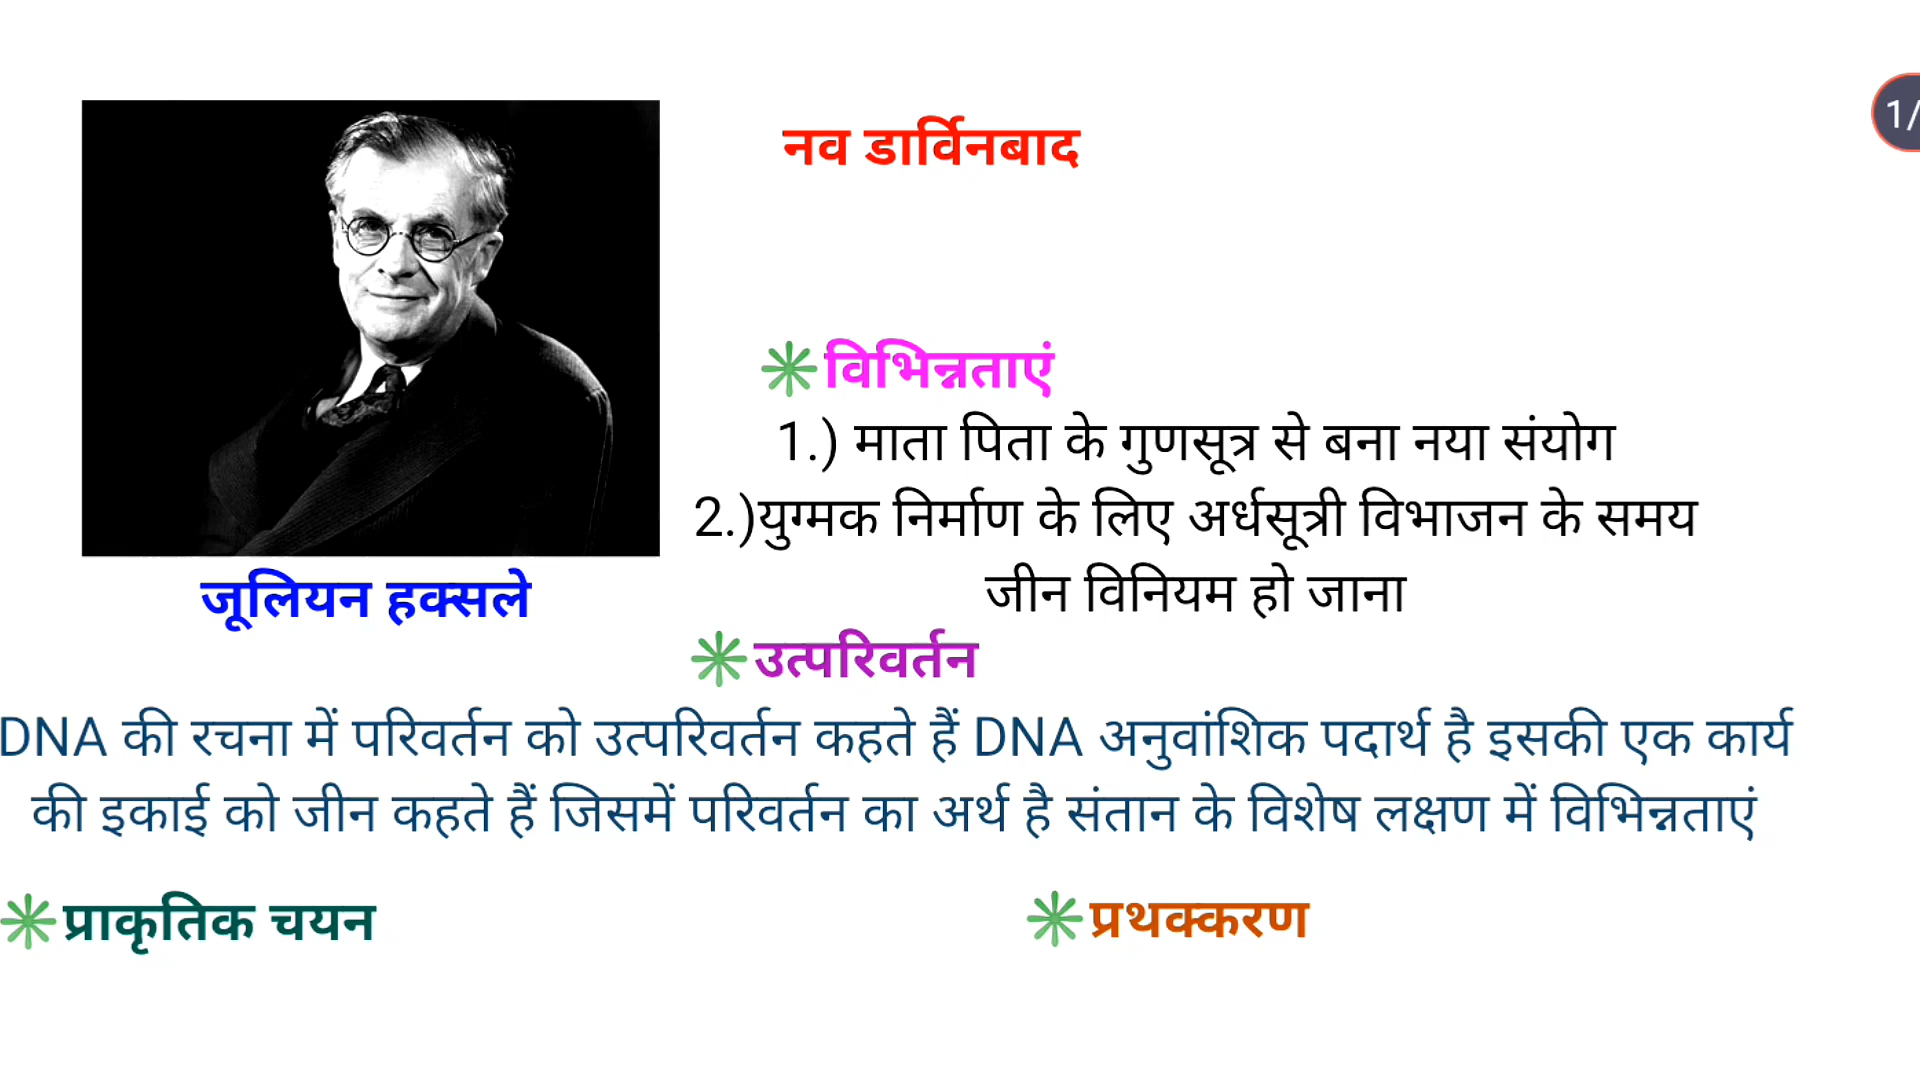 नव डार्विनबाद
1/
✳विभिन्नताएं
1.) माता पिता के गुणसूत्र से बना नया संयोग
2.)युग्मक निर्माण के लिए अर्धसूत्री विभाजन के समय
जीन विनियम हो जाना
जूलियन हक्सले
✳उत्परिवर्तन
DNA की रचना में परिवर्तन को उत्परिवर्तन कहते हैं DNA अनुवांशिक पदार्थ है इसकी एक कार्य
की इकाई को जीन कहते हैं जिसमें परिवर्तन का अर्थ है संतान के विशेष लक्षण में विभिन्नताएं
✳प्राकृतिक चयन
✳प्रथक्करण